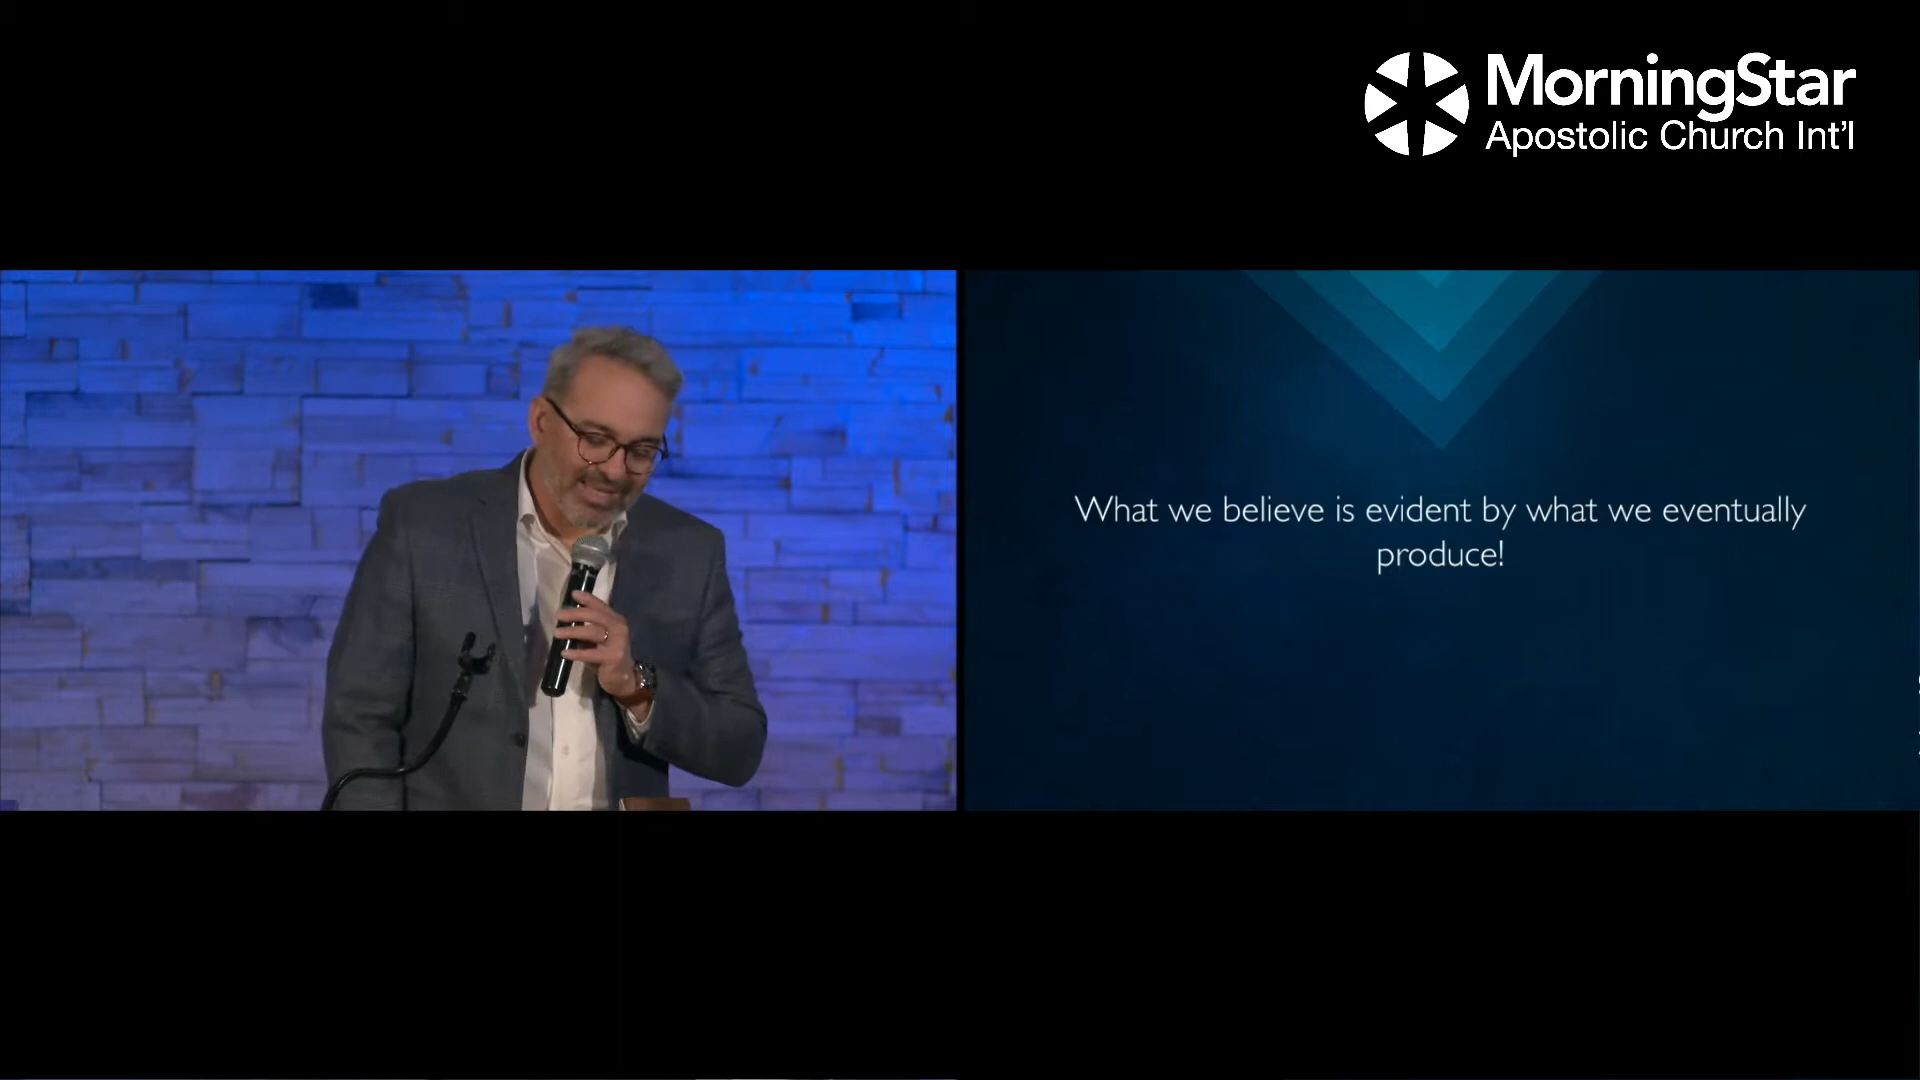 MorningStar
Apostolic Church Int'l
What we believe is evident by what we eventually
produce!